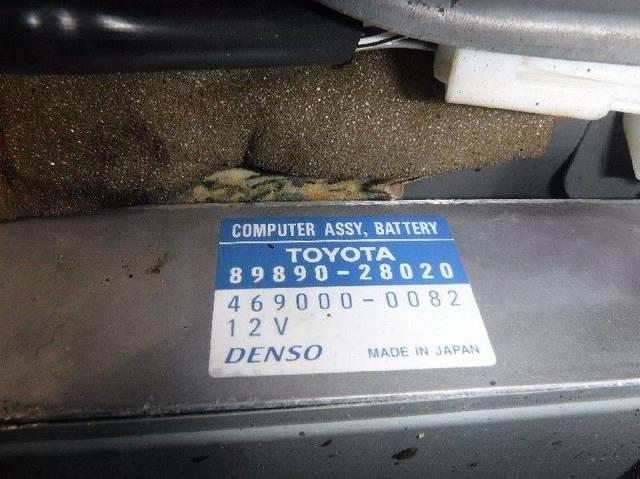 COMPUTER ASSY, BATTERY
TOYOTA
89890-28020
469000-0082
12V
DENSO MADE IN JAPAN